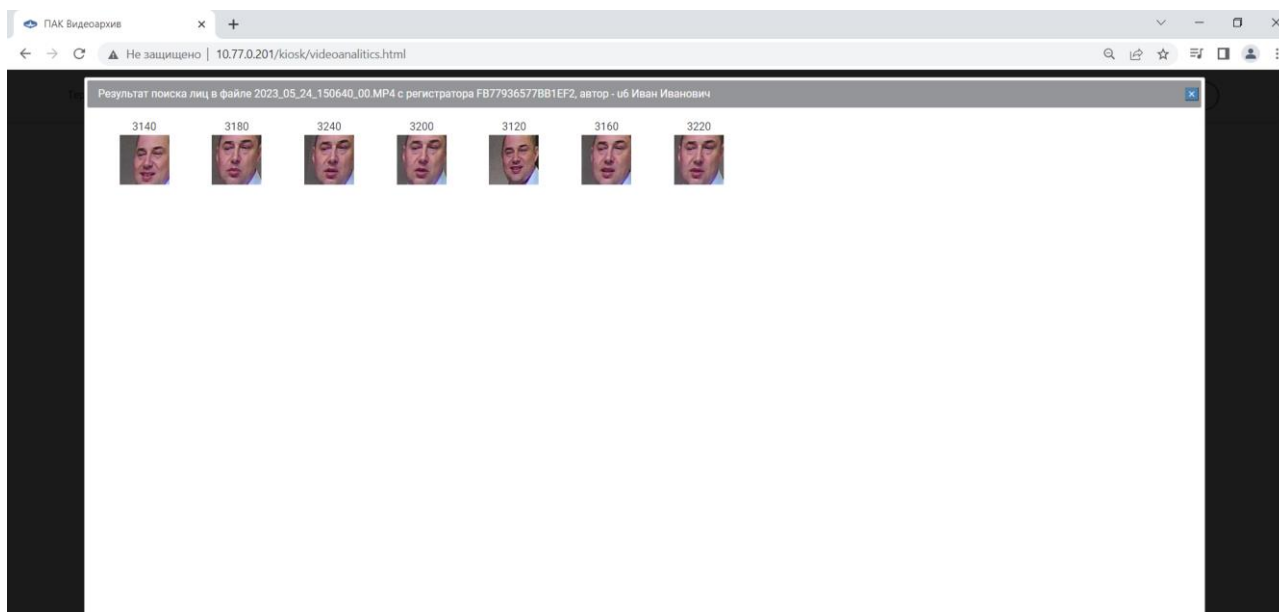 ПАК Видеоархив
Не защищено | 10.77.0.201/kiosk/videoanalitics.html
Результат поиска лиц в файле 2023_05_24_150640_00.MP4 с регистратора FB77936577BB1EF2, автор - u6 Иван Иванович
3140 3180 3240 3200 3120 3160 3220